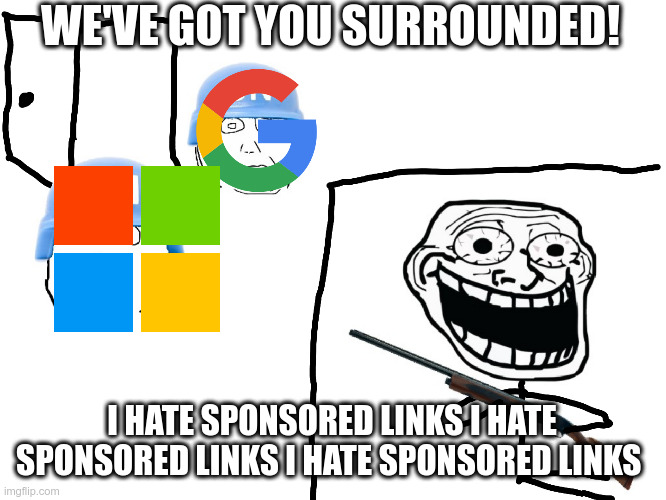 WE'VE GOT YOU SURROUNDED!
I HATE SPONSORED LINKS I HATE
SPONSORED LINKS I HATE SPONSORED LINKS
imgflip.com